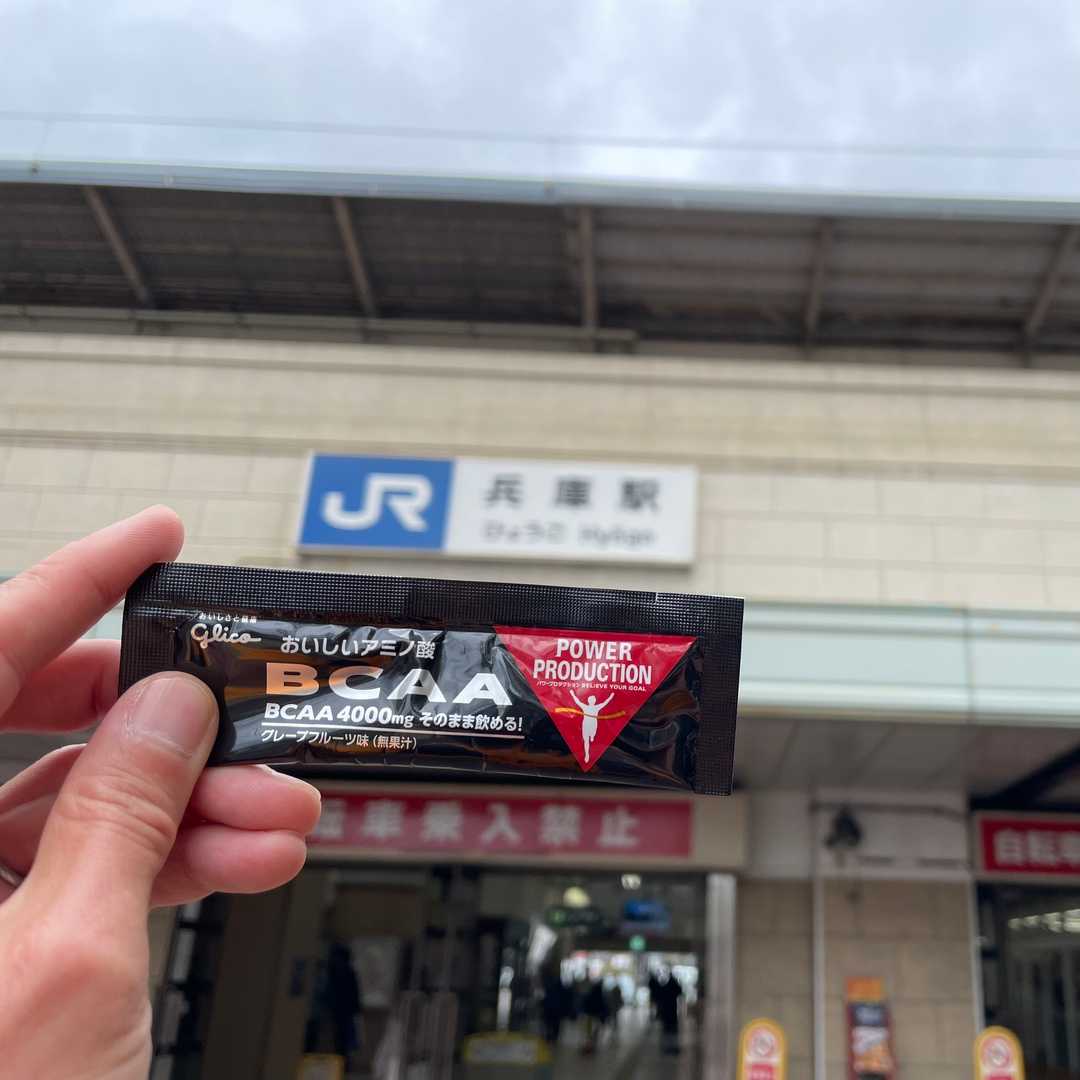 JR 兵庫駅
ひょうご Hyōgo
おいしさと健康
Glico
おいしいアミノ酸
BCAA
BCAA 4000mg そのまま飲める!
グレープフルーツ味(無果汁)
POWER
PRODUCTION
パワープロダクション BELIEVE YOUR GOAL
転車乗入禁止
自転車